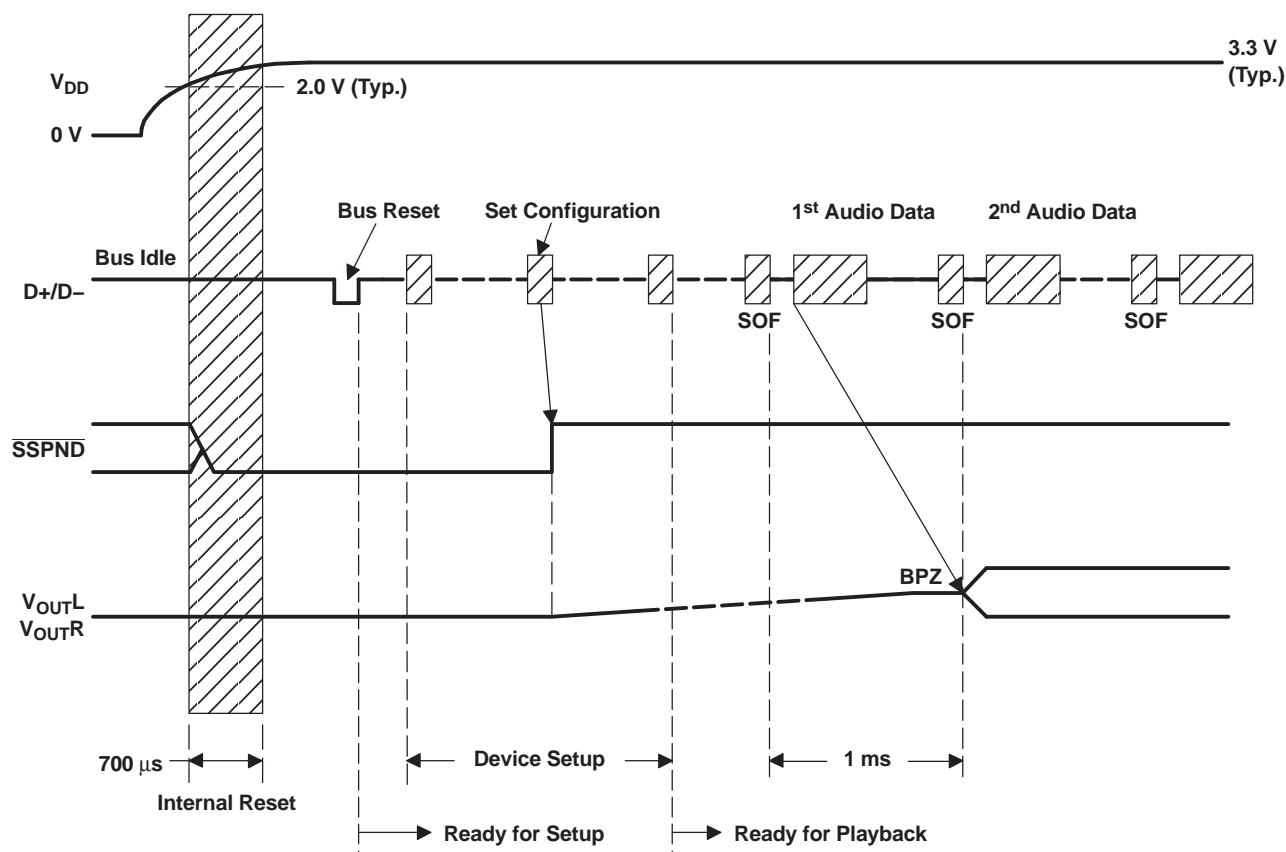 3.3 V
(Typ.)
VDD
2.0 V (Typ.)
0 V
Bus Reset
Set Configuration
1st Audio Data
2nd Audio Data
Bus Idle
D+/D–
SOF
SOF
SOF
SSPND
BPZ
VOUTL
VOUTR
700 μs
Device Setup
1 ms
Internal Reset
Ready for Setup
Ready for Playback